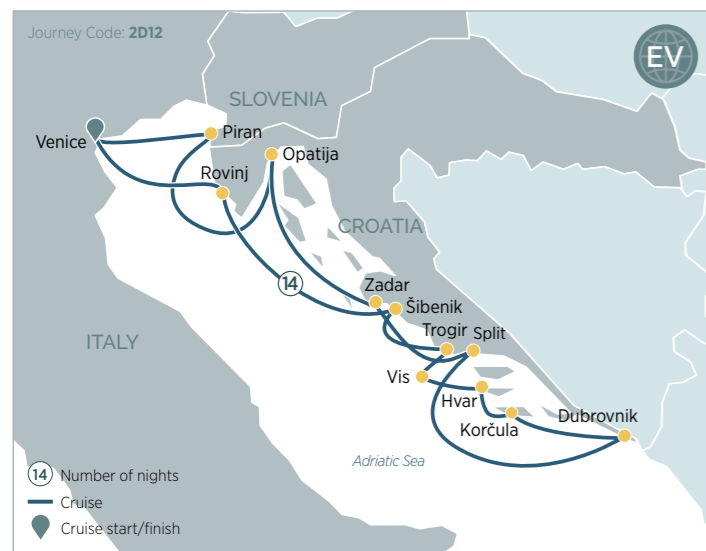 Journey Code: 2D12
EV
SLOVENIA
Venice
Piran
Opatija
Rovinj
CROATIA
14
Zadar
Šibenik
Trogir
Split
ITALY
Vis
Hvar
Korčula
Dubrovnik
Adriatic Sea
14 Number of nights
Cruise
Cruise start/finish